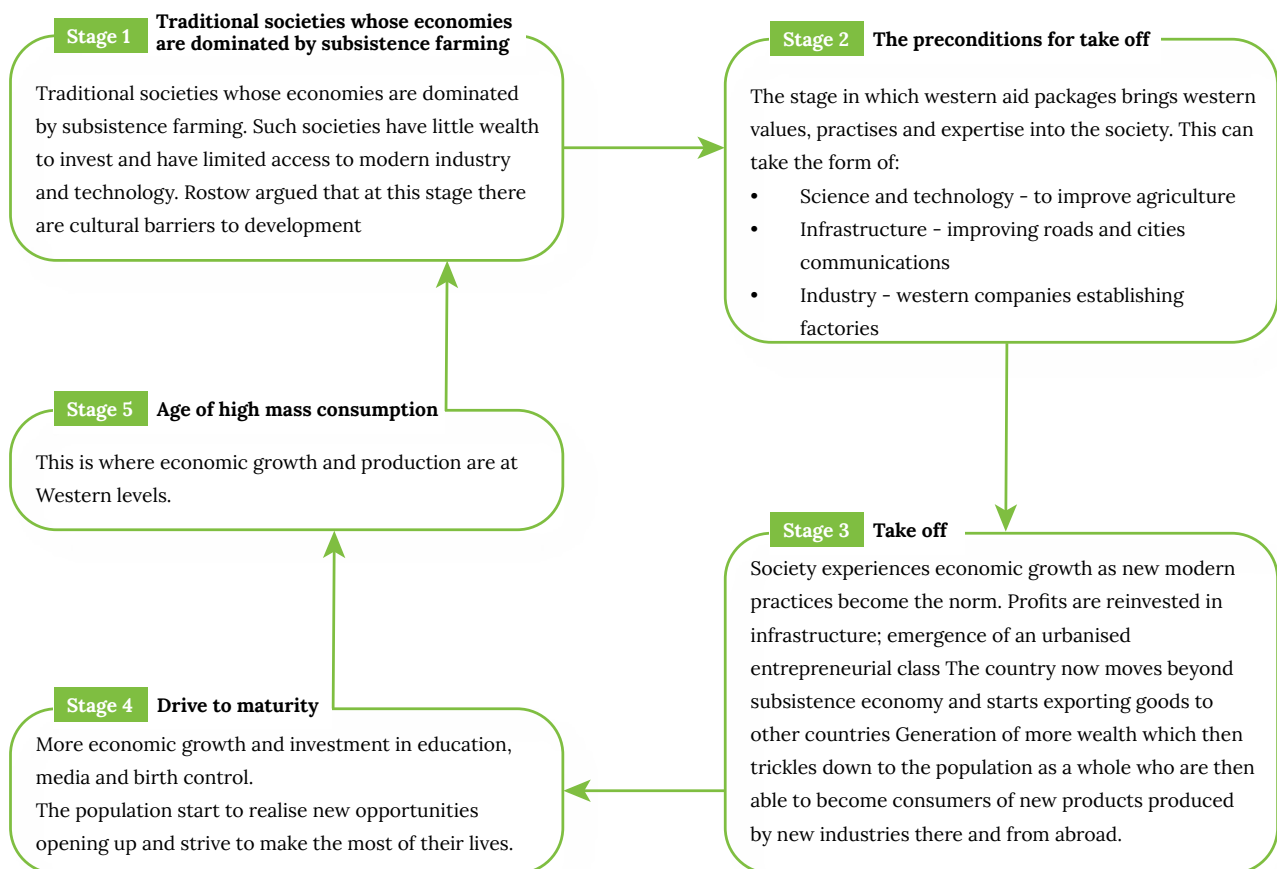 Stage 1
Traditional societies whose economies
are dominated by subsistence farming
Traditional societies whose economies are dominated
by subsistence farming. Such societies have little wealth
to invest and have limited access to modern industry
and technology. Rostow argued that at this stage there
are cultural barriers to development
Stage 2
The preconditions for take off
The stage in which western aid packages brings western
values, practises and expertise into the society. This can
take the form of:
• Science and technology - to improve agriculture
• Infrastructure - improving roads and cities
communications
• Industry - western companies establishing
factories
Stage 3
Take off
Society experiences economic growth as new modern
practices become the norm. Profits are reinvested in
infrastructure; emergence of an urbanised
entrepreneurial class The country now moves beyond
subsistence economy and starts exporting goods to
other countries Generation of more wealth which then
trickles down to the population as a whole who are then
able to become consumers of new products produced
by new industries there and from abroad.
Stage 4
Drive to maturity
More economic growth and investment in education,
media and birth control.
The population start to realise new opportunities
opening up and strive to make the most of their lives.
Stage 5
Age of high mass consumption
This is where economic growth and production are at
Western levels.